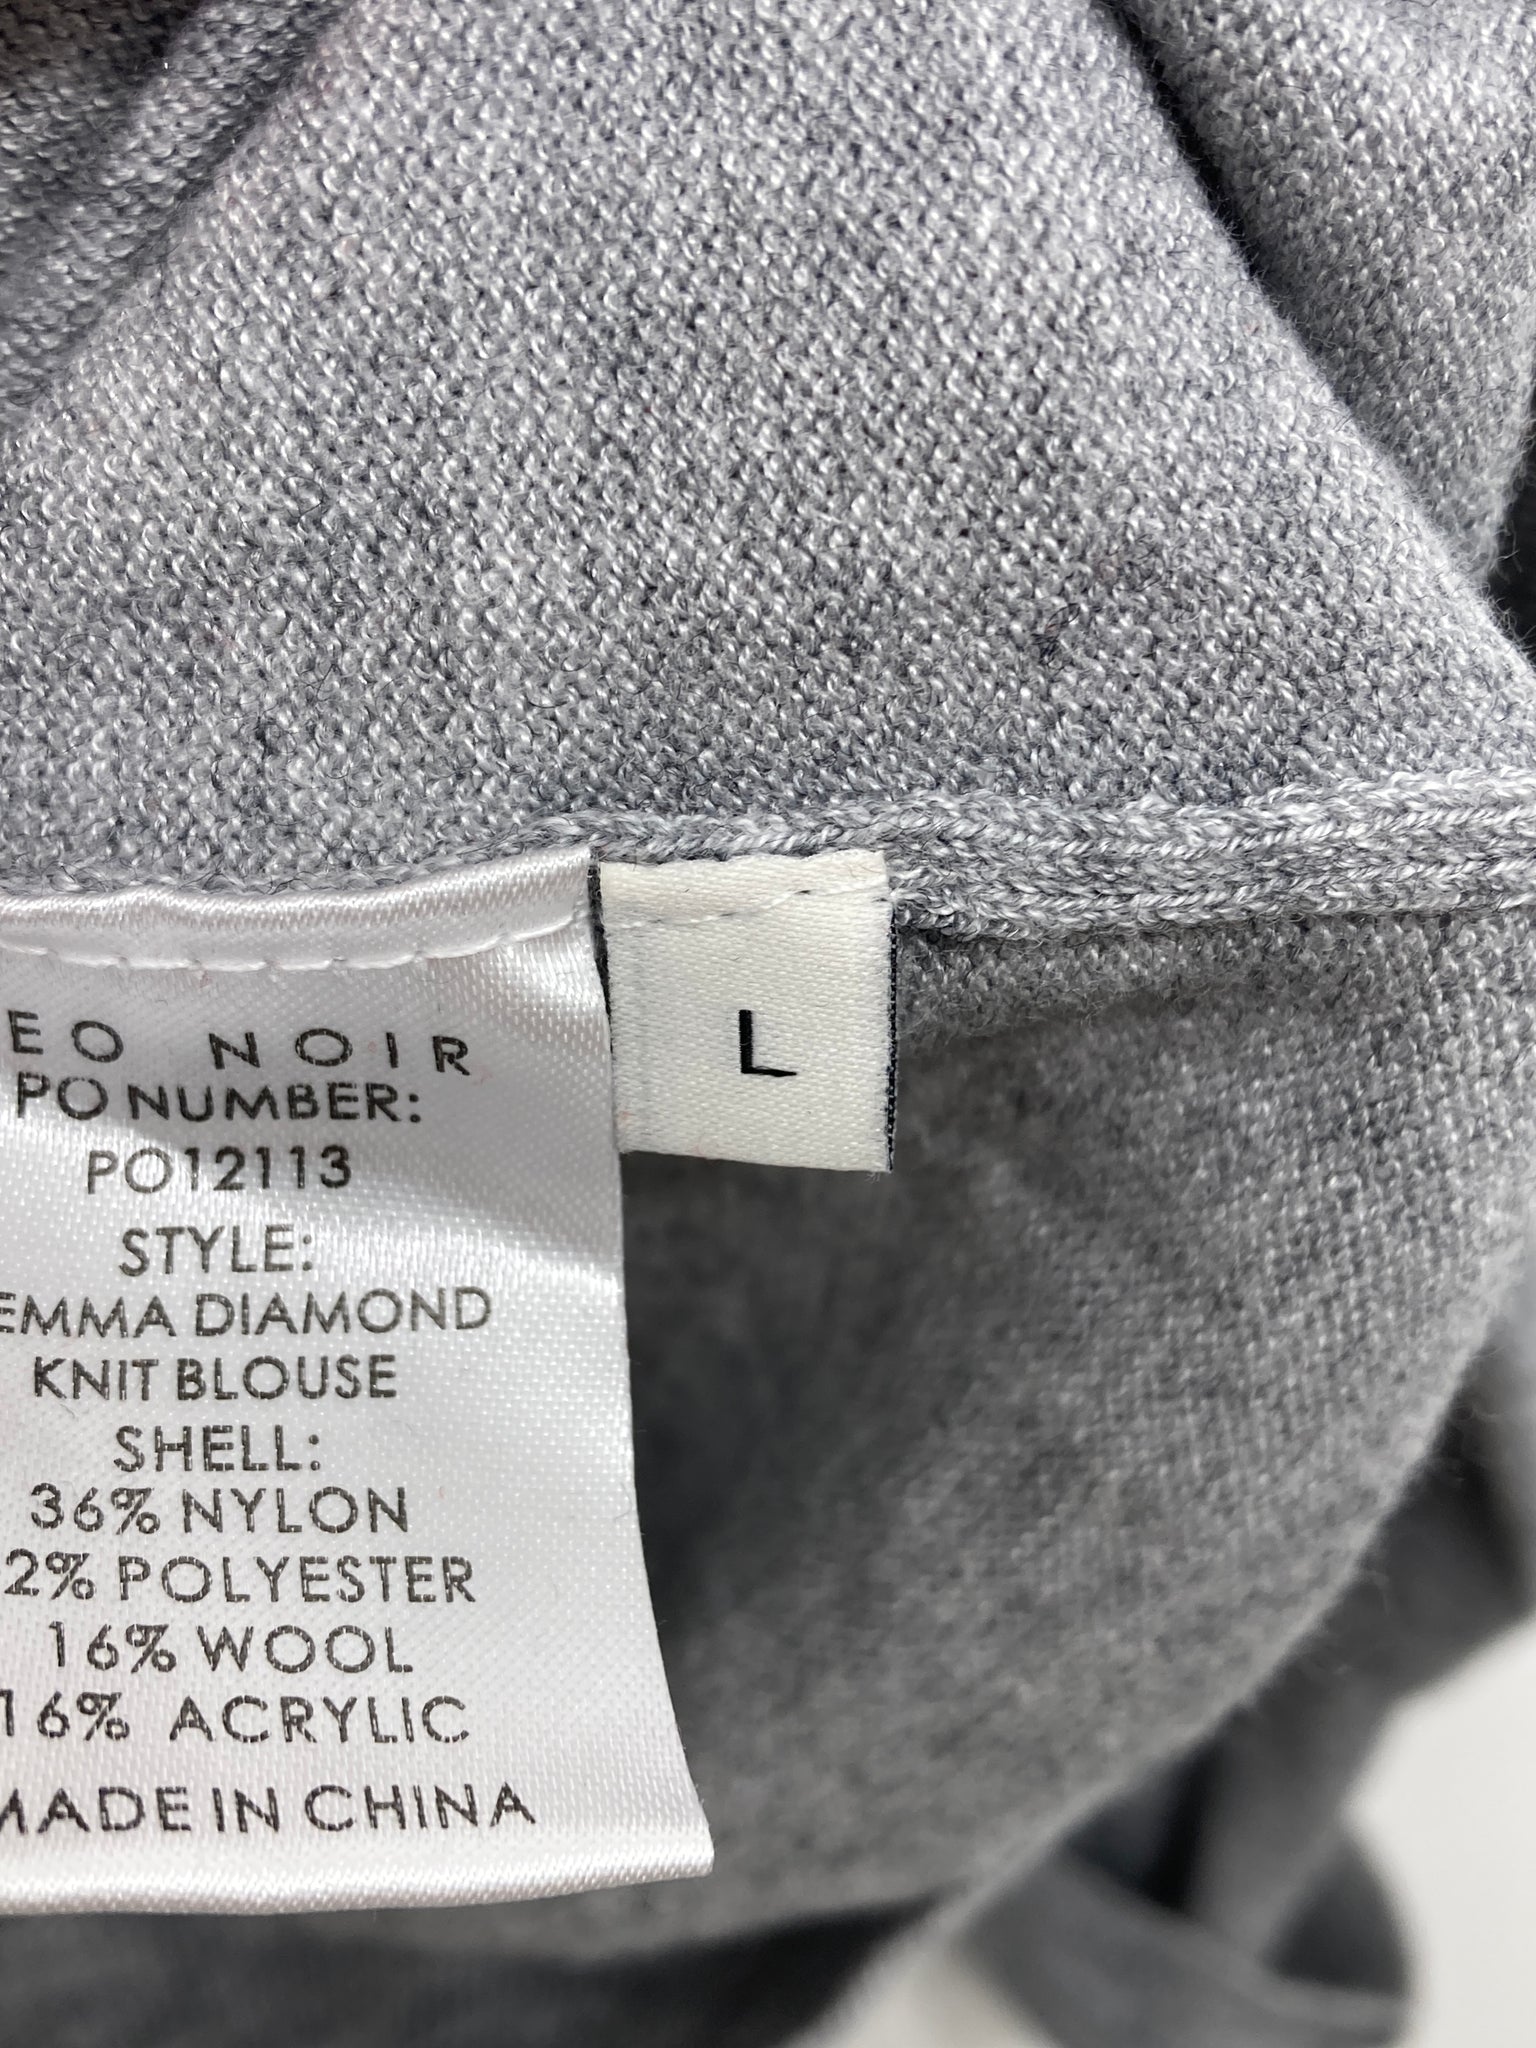 EO NOIR
PO NUMBER:
PO12113
STYLE:
EMMA DIAMOND
KNIT BLOUSE
SHELL:
36% NYLON
2% POLYESTER
16% WOOL
16% ACRYLIC
MADE IN CHINA
L